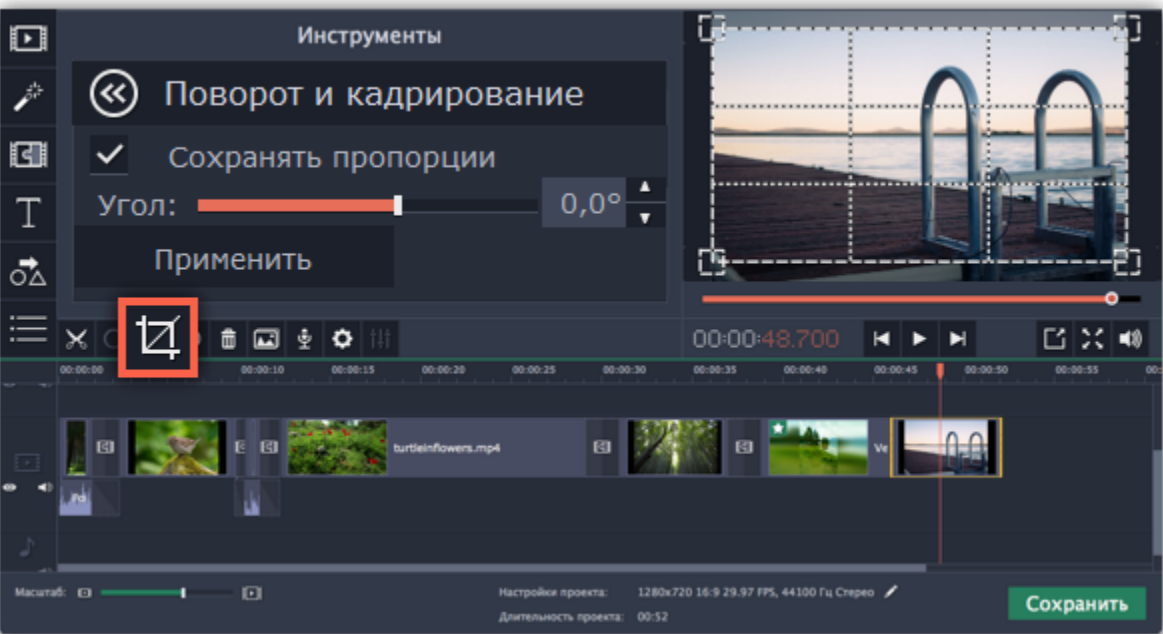 Инструменты
Поворот и кадрирование
Сохранять пропорции
Угол:
0,0°
Применить
00:00:48.700
00:00:00
00:00:10
00:00:15
00:00:20
00:00:25
00:00:30
00:00:35
00:00:40
00:00:45
00:00:50
00:00:55
00:
turtleinflowers.mp4
Ve
Fo
Масштаб:
Настройки проекта: 1280x720 16:9 29.97 FPS, 44100 Гц Стерео
Длительность проекта: 00:52
Сохранить